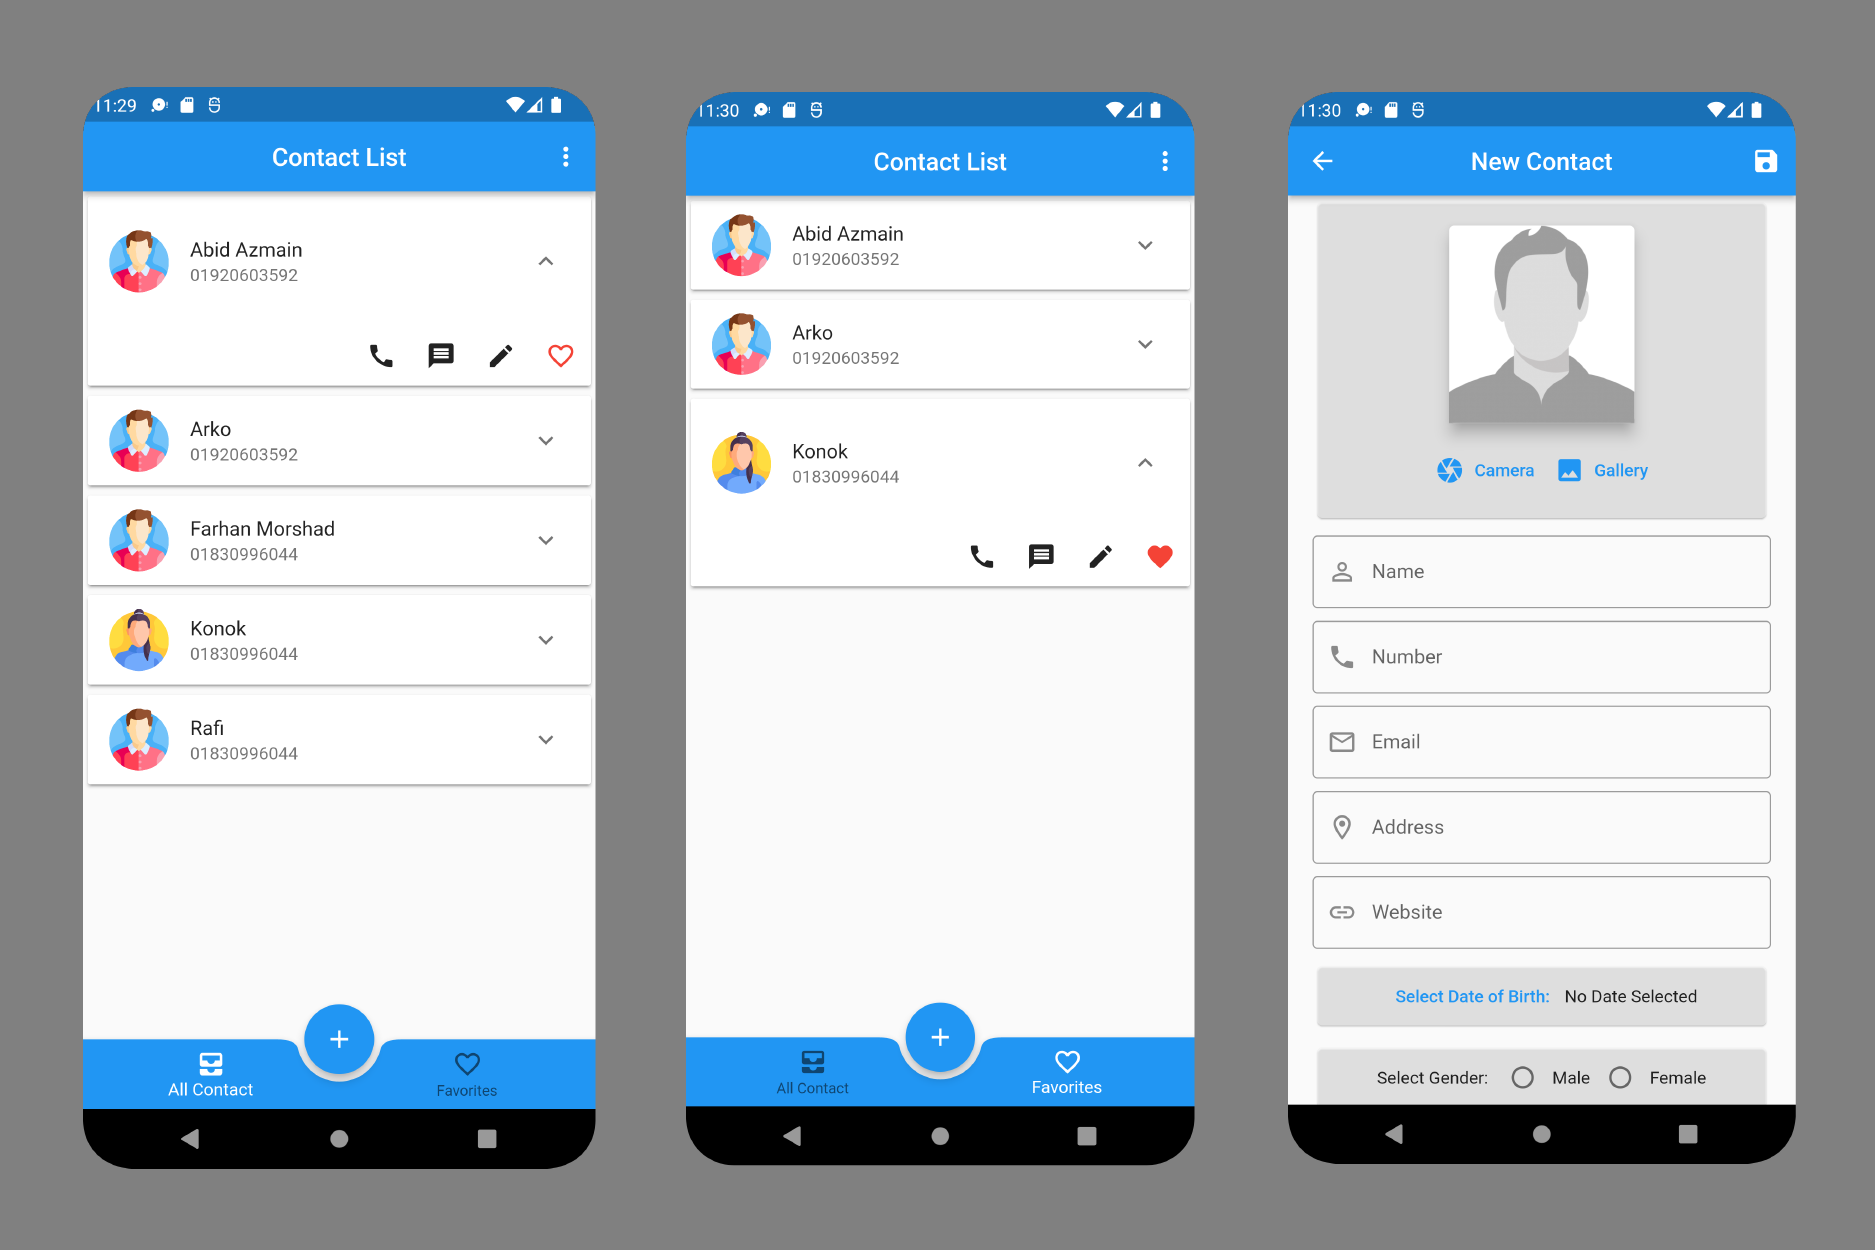 11:29
Contact List
Abid Azmain
01920603592
Arko
01920603592
Farhan Morshad
01830996044
Konok
01830996044
Rafi
01830996044
All Contact
Favorites
11:30
Contact List
Abid Azmain
01920603592
Arko
01920603592
Konok
01830996044
All Contact
Favorites
11:30
New Contact
Camera Gallery
Name
Number
Email
Address
Website
Select Date of Birth: No Date Selected
Select Gender: Male Female